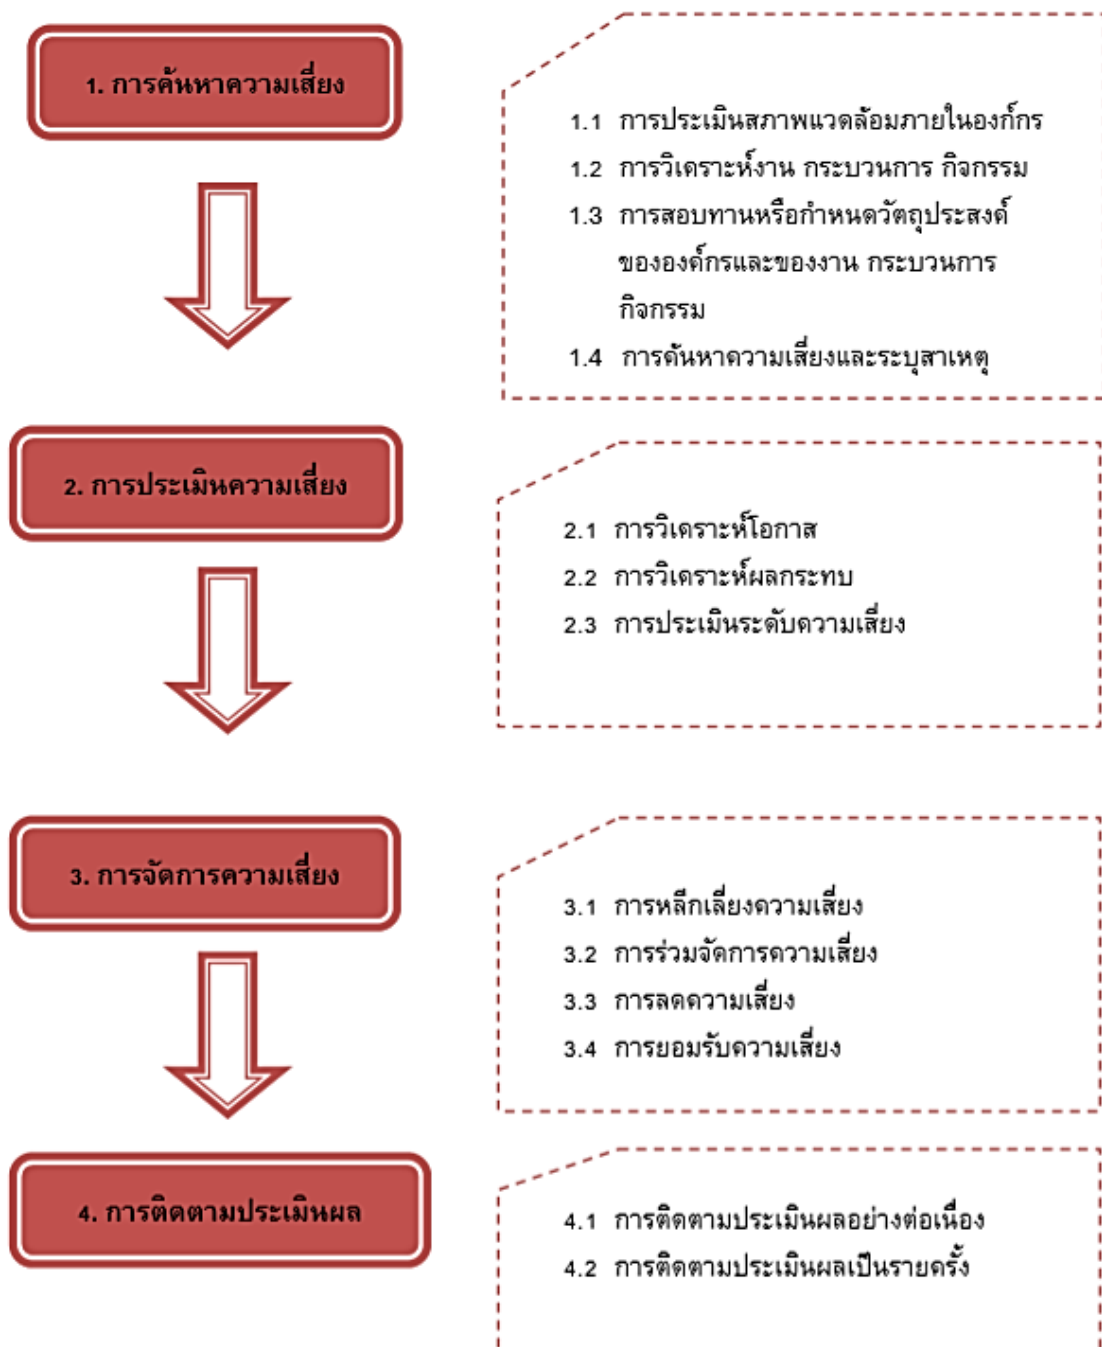 1. การค้นหาความเสี่ยง
1.1 การประเมินสภาพแวดล้อมภายในองค์กร
1.2 การวิเคราะห์งาน กระบวนการ กิจกรรม
1.3 การสอบทานหรือกำหนดวัตถุประสงค์
ขององค์กรและของงาน กระบวนการ
กิจกรรม
1.4 การค้นหาความเสี่ยงและระบุสาเหตุ
2. การประเมินความเสี่ยง
2.1 การวิเคราะห์โอกาส
2.2 การวิเคราะห์ผลกระทบ
2.3 การประเมินระดับความเสี่ยง
3. การจัดการความเสี่ยง
3.1 การหลีกเลี่ยงความเสี่ยง
3.2 การร่วมจัดการความเสี่ยง
3.3 การลดความเสี่ยง
3.4 การยอมรับความเสี่ยง
4. การติดตามประเมินผล
4.1 การติดตามประเมินผลอย่างต่อเนื่อง
4.2 การติดตามประเมินผลเป็นรายครั้ง